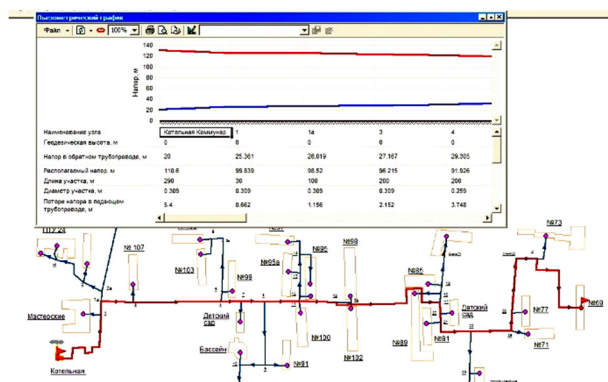 Пьезометрический график
Файл
100%
Напор, м
140
120
100
80
60
40
20
0
Наименование узла Котельная Коммунар 1 1а 3 4
Геодезическая высота, м 0 0 0 0 0
Напор в обратном трубопроводе, м 20 25.361 26.019 27.167 29.305
Располагаемый напор, м 110.6 99.839 98.52 96.215 91.926
Длина участка, м 290 30 100 200 200
Диаметр участка, м 0.309 0.309 0.309 0.309 0.259
Потери напора в подающем трубопроводе, м 5.4 0.662 1.156 2.152 3.748
№73
№ 107
№98
№95
№95а
№103
№99
№85
№69
Мастерские
Детский сад
Детский сад
№77
№100
№102
№89
№81
№71
Бассейн
№91
Котельная